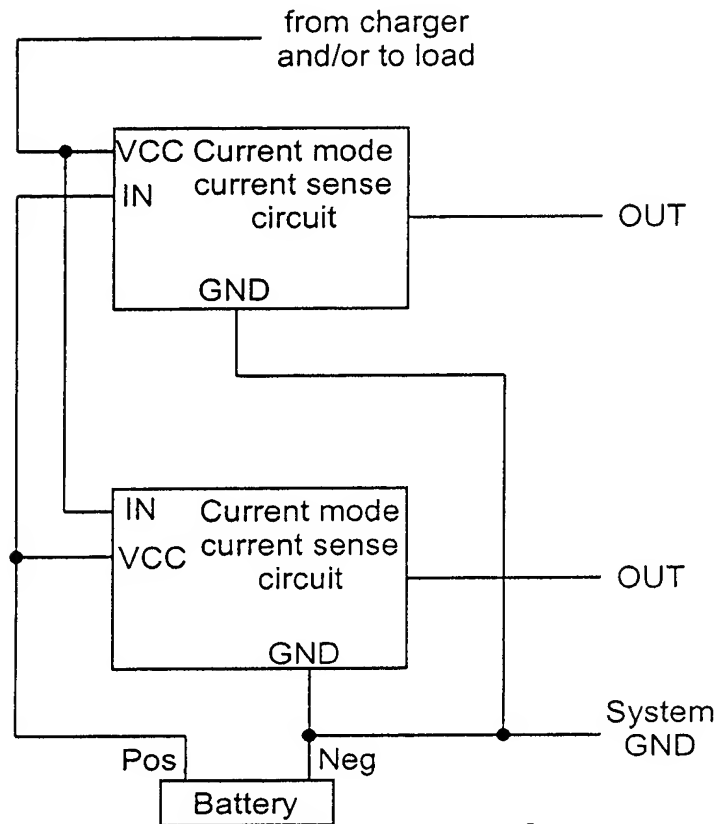 from charger
and/or to load
VCC Current mode
IN current sense
circuit
OUT
GND
IN Current mode
VCC current sense
circuit
OUT
GND
System
GND
Pos
Neg
Battery